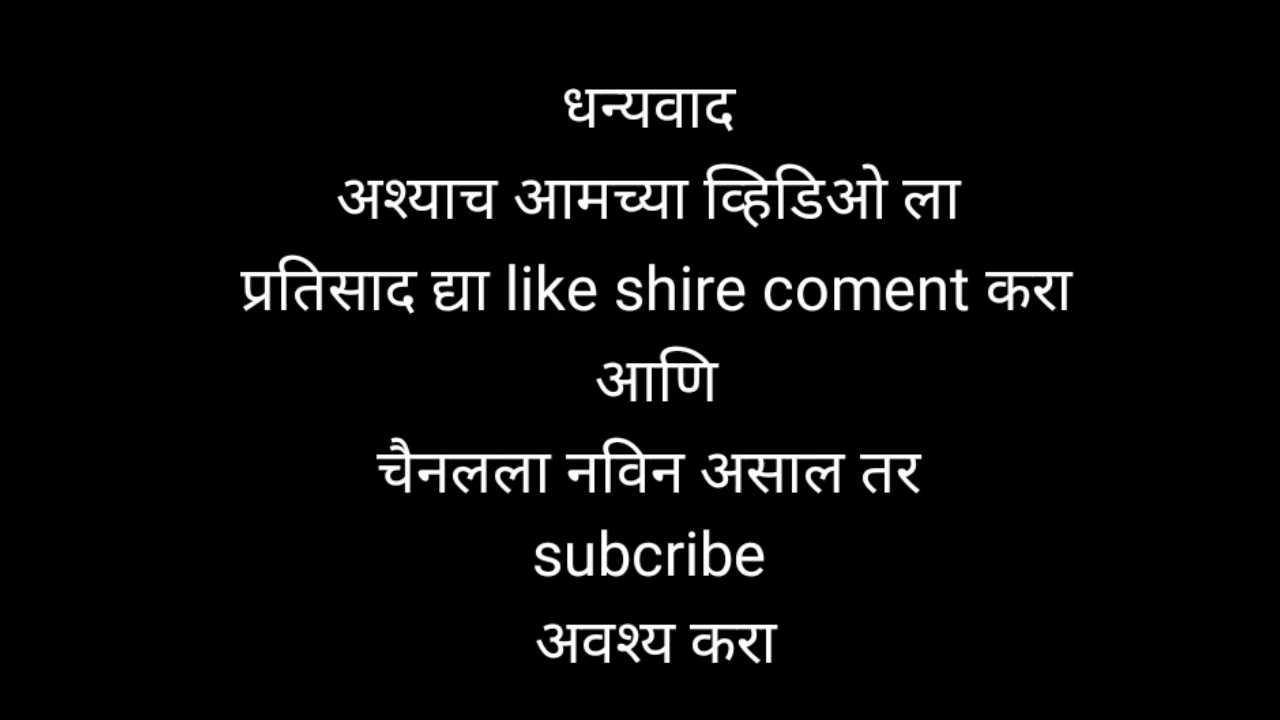 धन्यवाद
अश्याच आमच्या व्हिडिओ ला
प्रतिसाद द्या like shire coment करा
आणि
चैनलला नविन असाल तर
subcribe
अवश्य करा